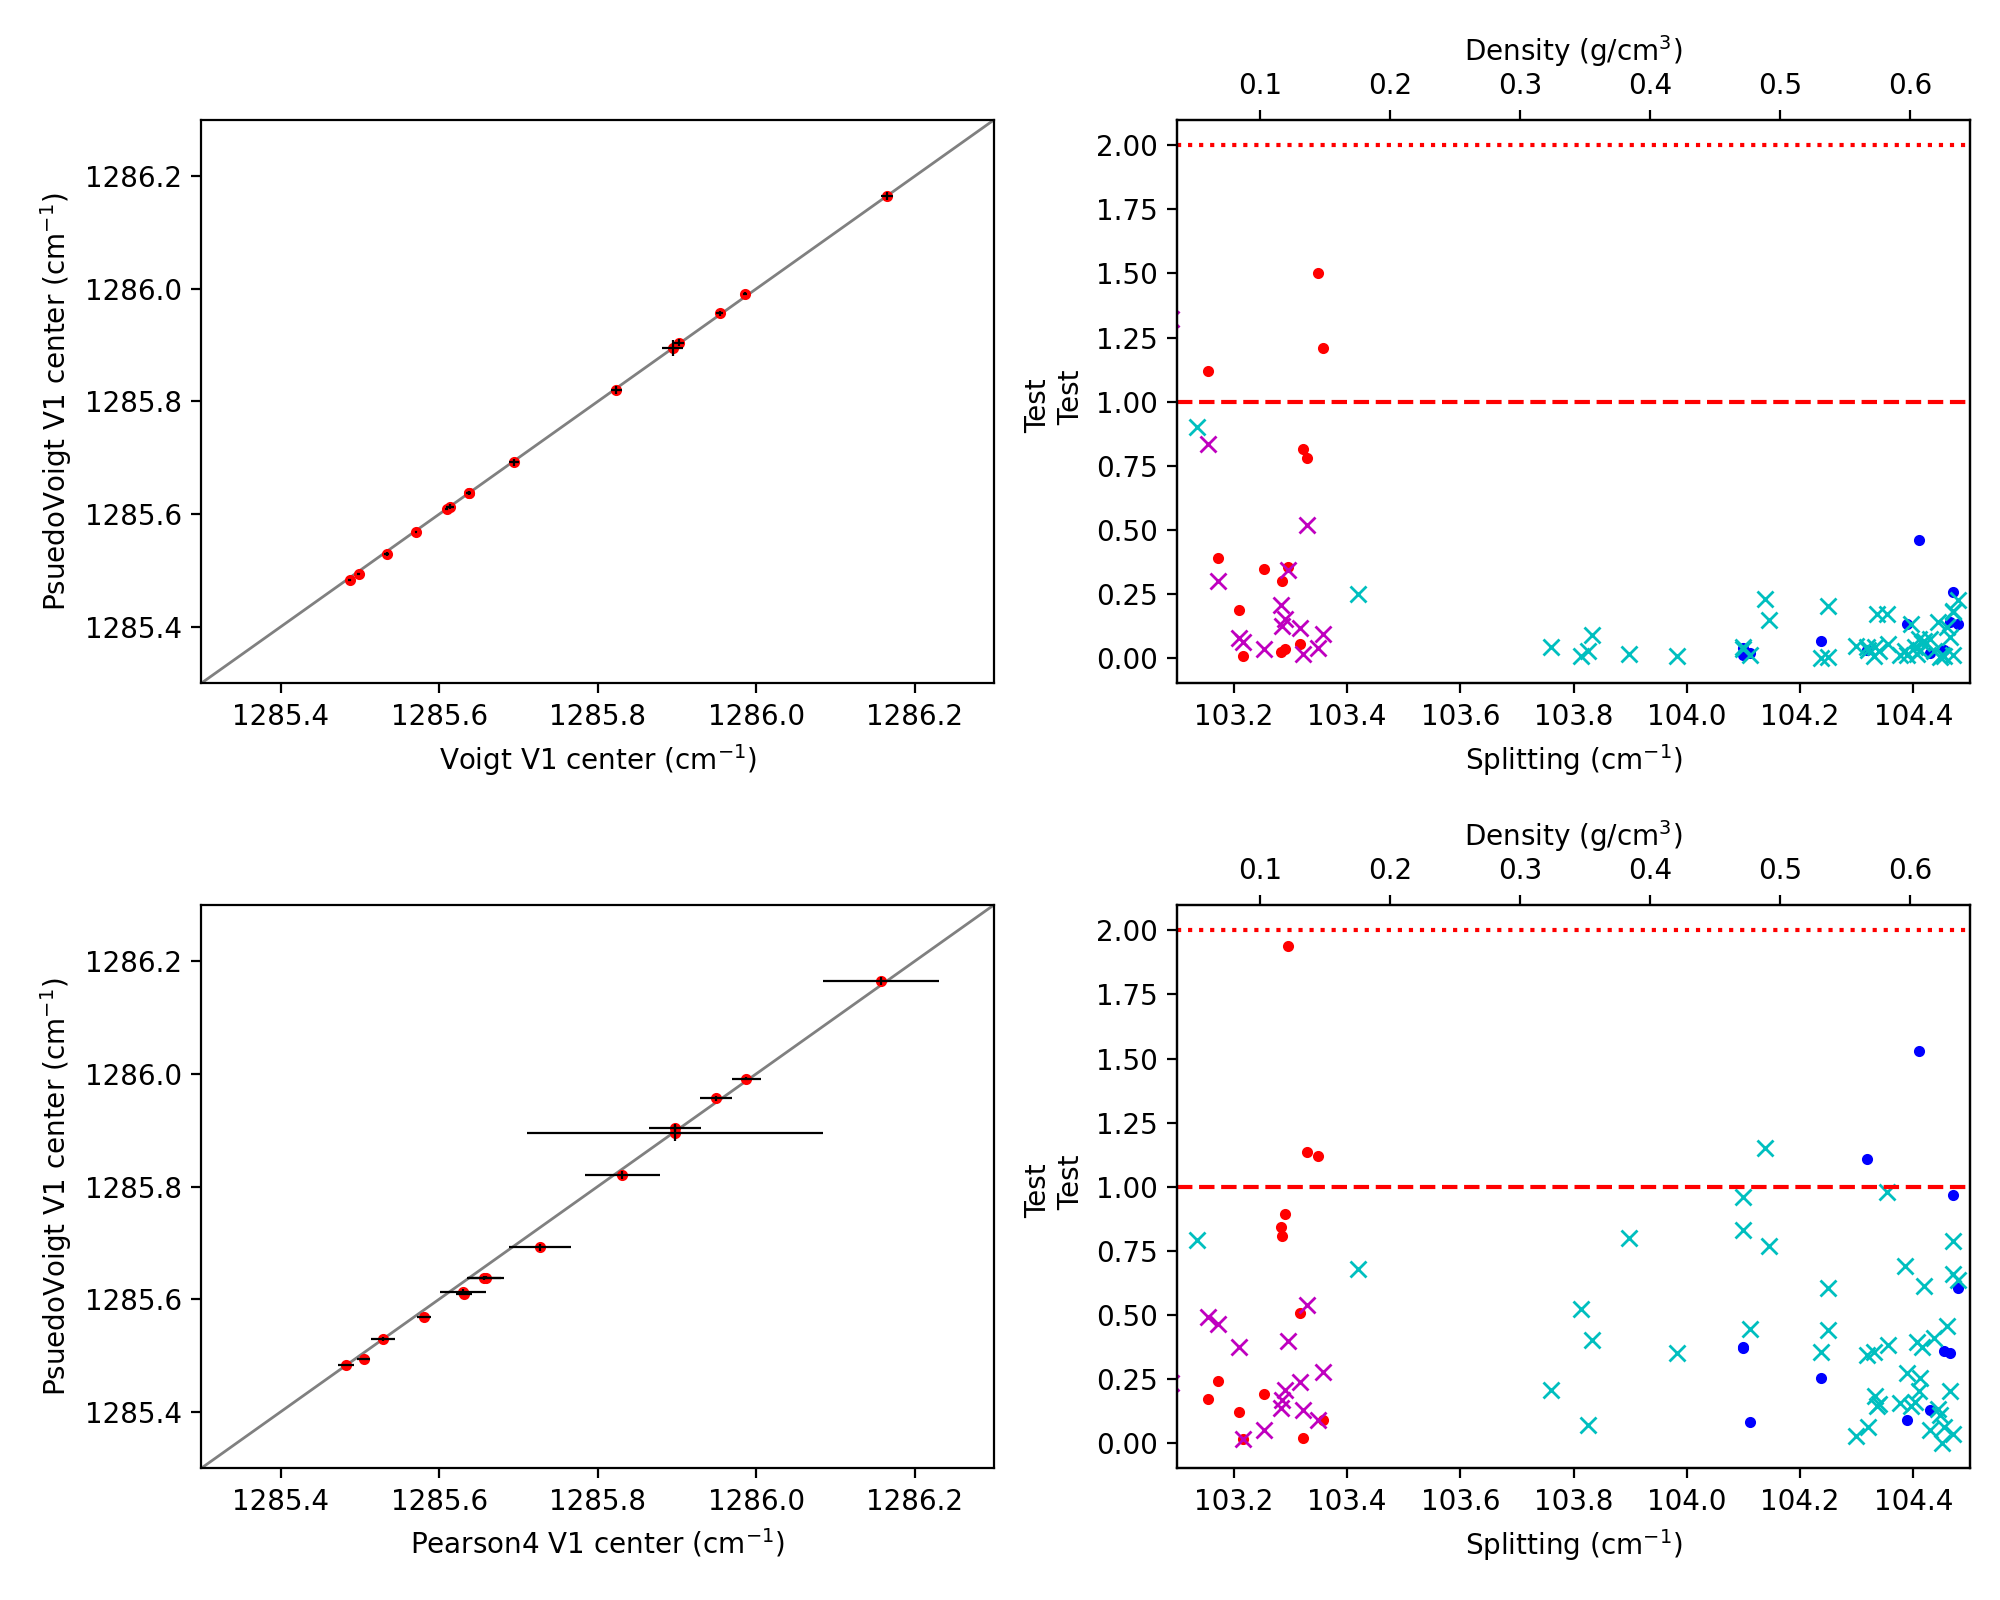 Density (g/cm³)
0.1 0.2 0.3 0.4 0.5 0.6
PsuedoVoigt V1 center (cm⁻¹)
1286.2
1286.0
1285.8
1285.6
1285.4
1285.4 1285.6 1285.8 1286.0 1286.2
Voigt V1 center (cm⁻¹)
Test
Test
2.00
1.75
1.50
1.25
1.00
0.75
0.50
0.25
0.00
103.2 103.4 103.6 103.8 104.0 104.2 104.4
Splitting (cm⁻¹)
Density (g/cm³)
0.1 0.2 0.3 0.4 0.5 0.6
PsuedoVoigt V1 center (cm⁻¹)
1286.2
1286.0
1285.8
1285.6
1285.4
1285.4 1285.6 1285.8 1286.0 1286.2
Pearson4 V1 center (cm⁻¹)
Test
Test
2.00
1.75
1.50
1.25
1.00
0.75
0.50
0.25
0.00
103.2 103.4 103.6 103.8 104.0 104.2 104.4
Splitting (cm⁻¹)